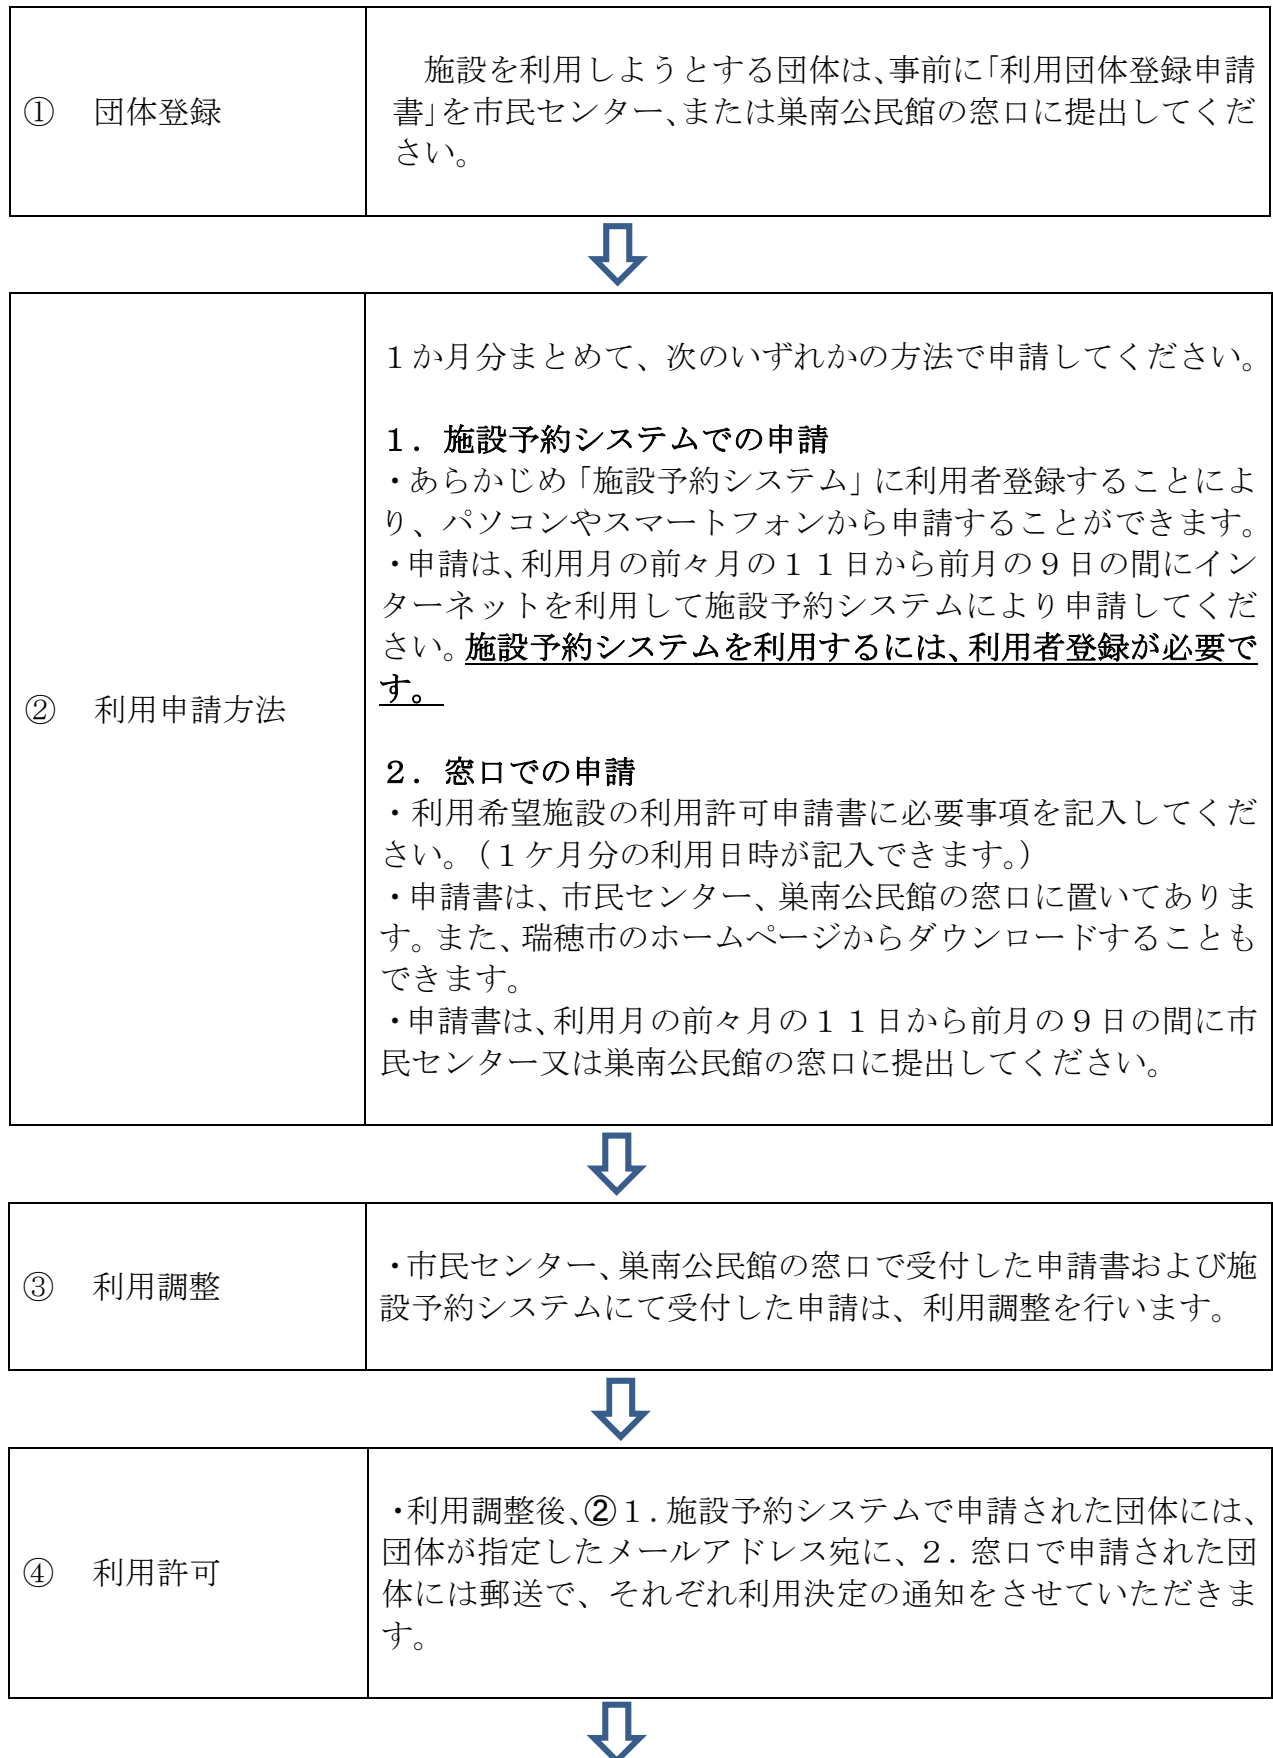 ① 団体登録
施設を利用しようとする団体は、事前に「利用団体登録申請
書」を市民センター、または巣南公民館の窓口に提出してくだ
さい。
② 利用申請方法
１か月分まとめて、次のいずれかの方法で申請してください。
１．施設予約システムでの申請
・あらかじめ「施設予約システム」に利用者登録することによ
り、パソコンやスマートフォンから申請することができます。
・申請は、利用月の前々月の１１日から前月の９日の間にイン
ターネットを利用して施設予約システムにより申請してくだ
さい。施設予約システムを利用するには、利用者登録が必要で
す。
２．窓口での申請
・利用希望施設の利用許可申請書に必要事項を記入してくだ
さい。（１ケ月分の利用日時が記入できます。）
・申請書は、市民センター、巣南公民館の窓口に置いてありま
す。また、瑞穂市のホームページからダウンロードすることも
できます。
・申請書は、利用月の前々月の１１日から前月の９日の間に市
民センター又は巣南公民館の窓口に提出してください。
③ 利用調整
・市民センター、巣南公民館の窓口で受付した申請書および施
設予約システムにて受付した申請は、利用調整を行います。
④ 利用許可
・利用調整後、②１．施設予約システムで申請された団体には、
団体が指定したメールアドレス宛に、２．窓口で申請された団
体には郵送で、それぞれ利用決定の通知をさせていただきま
す。